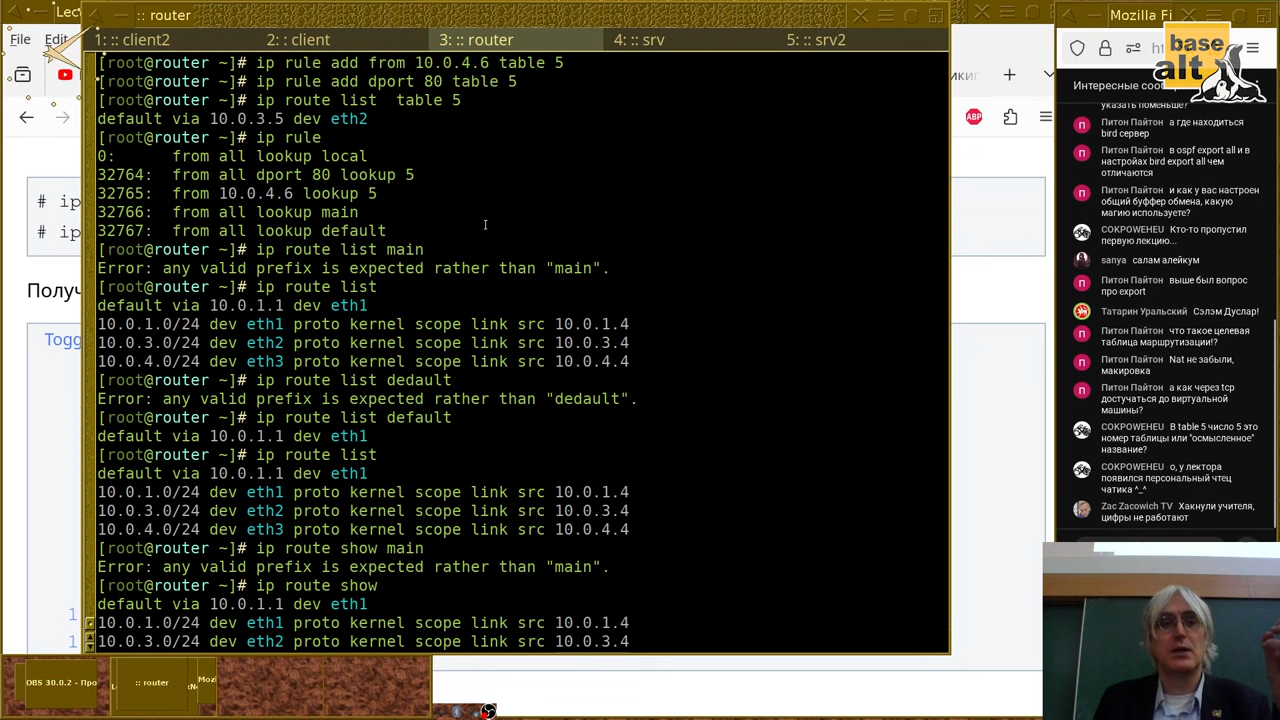 :: router
Mozilla Fi
File Edit
1: :: client2
2: : client
3: :: router
4: :: srv
5: :: srv2
[root@router ~]# ip rule add from 10.0.4.6 table 5
[root@router ~]# ip rule add dport 80 table 5
[root@router ~]# ip route list  table 5
default via 10.0.3.5 dev eth2
[root@router ~]# ip rule
0:      from all lookup local
32764:  from all dport 80 lookup 5
32765:  from 10.0.4.6 lookup 5
32766:  from all lookup main
32767:  from all lookup default
[root@router ~]# ip route list main
Error: any valid prefix is expected rather than "main".
[root@router ~]# ip route list
default via 10.0.1.1 dev eth1
10.0.1.0/24 dev eth1 proto kernel scope link src 10.0.1.4
10.0.3.0/24 dev eth2 proto kernel scope link src 10.0.3.4
10.0.4.0/24 dev eth3 proto kernel scope link src 10.0.4.4
[root@router ~]# ip route list dedault
Error: any valid prefix is expected rather than "dedault".
[root@router ~]# ip route list default
default via 10.0.1.1 dev eth1
[root@router ~]# ip route list
default via 10.0.1.1 dev eth1
10.0.1.0/24 dev eth1 proto kernel scope link src 10.0.1.4
10.0.3.0/24 dev eth2 proto kernel scope link src 10.0.3.4
10.0.4.0/24 dev eth3 proto kernel scope link src 10.0.4.4
[root@router ~]# ip route show main
Error: any valid prefix is expected rather than "main".
[root@router ~]# ip route show
default via 10.0.1.1 dev eth1
10.0.1.0/24 dev eth1 proto kernel scope link src 10.0.1.4
10.0.3.0/24 dev eth2 proto kernel scope link src 10.0.3.4
# ip
# ip
Получ
Togg
1
1
ABP
base
alt
Интересные сооб
указать поменьше?
Питон Пайтон а где находиться
bird сервер
Питон Пайтон в ospf export all и в
настройах bird export all чем
отличаются
Питон Пайтон и как у вас настроен
общий буффер обмена, какую
магию используете?
COKPOWEHEU Кто-то пропустил
первую лекцию...
sanya салам алейкум
Питон Пайтон выше был вопрос
про export
Татарин Уральский Сэлэм Дуслар!
Питон Пайтон что такое целевая
таблица маршрутизации!?
Питон Пайтон Nat не забыли,
макировка
Питон Пайтон а как через tcp
достучаться до виртуальной
машины?
COKPOWEHEU В table 5 число 5 это
номер таблицы или "осмысленное"
название?
COKPOWEHEU о, у лектора
появился персональный чтец
чатика ^_^
Zac Zacowich TV Хакнули учителя,
цифры не работают
OBS 30.0.2 - Про
:: router
Mozi